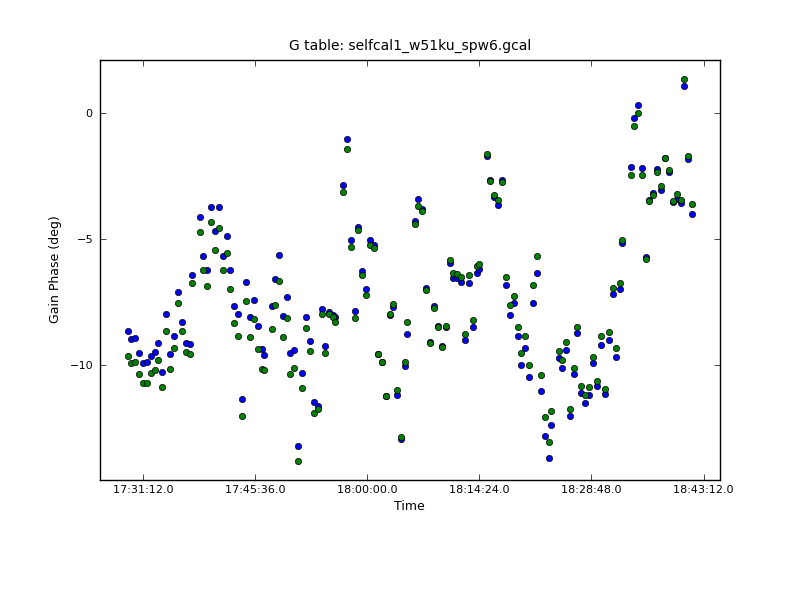 G table: selfcal1_w51ku_spw6.gcal
0
−5
−10
Gain Phase (deg)
17:31:12.0 17:45:36.0 18:00:00.0 18:14:24.0 18:28:48.0 18:43:12.0
Time